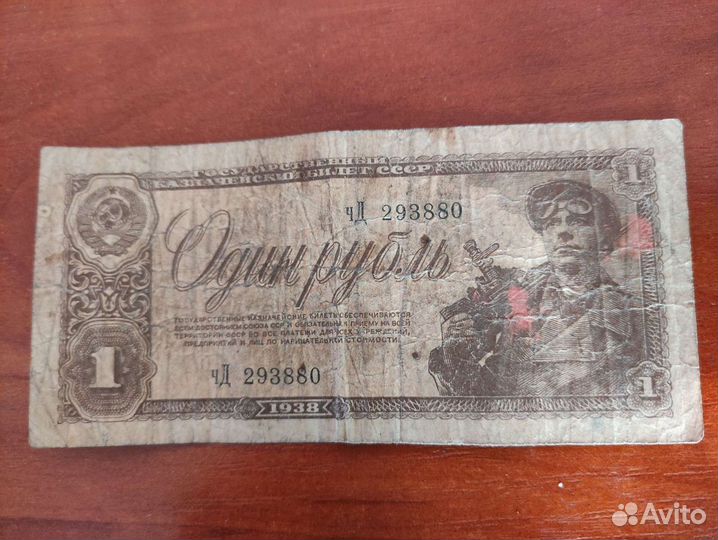 ГОСУДАРСТВЕННЫЙ
КАЗНАЧЕЙСКИЙ БИЛЕТ СССР
1
чД 293880
Один рубль
ГОСУДАРСТВЕННЫЕ КАЗНАЧЕЙСКИЕ БИЛЕТЫ ОБЕСПЕЧИВАЮТСЯ
ВСЕМ ДОСТОЯНИЕМ СОЮЗА ССР И ОБЯЗАТЕЛЬНЫ К ПРИЕМУ НА ВСЕЙ
ТЕРРИТОРИИ СССР ВО ВСЕ ПЛАТЕЖИ ДЛЯ ВСЕХ УЧРЕЖДЕНИЙ,
ПРЕДПРИЯТИЙ И ЛИЦ ПО НАРИЦАТЕЛЬНОЙ СТОИМОСТИ.
1
чД 293880
1
1938
Avito